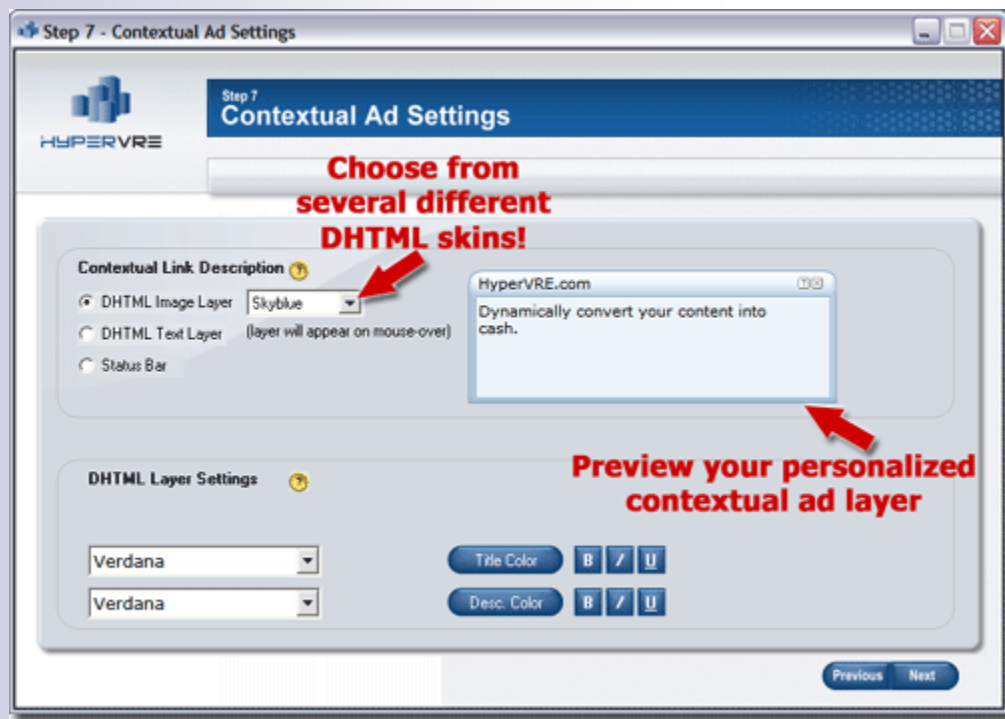 Step 7 - Contextual Ad Settings
HYPERVRE
Step 7
Contextual Ad Settings
Choose from
several different
DHTML skins!
Contextual Link Description
DHTML Image Layer
Skyblue
DHTML Text Layer
(layer will appear on mouse-over)
Status Bar
HyperVRE.com
Dynamically convert your content into
cash.
Preview your personalized
contextual ad layer
DHTML Layer Settings
Verdana
Title Color B I U
Verdana
Desc. Color B I U
Previous Next